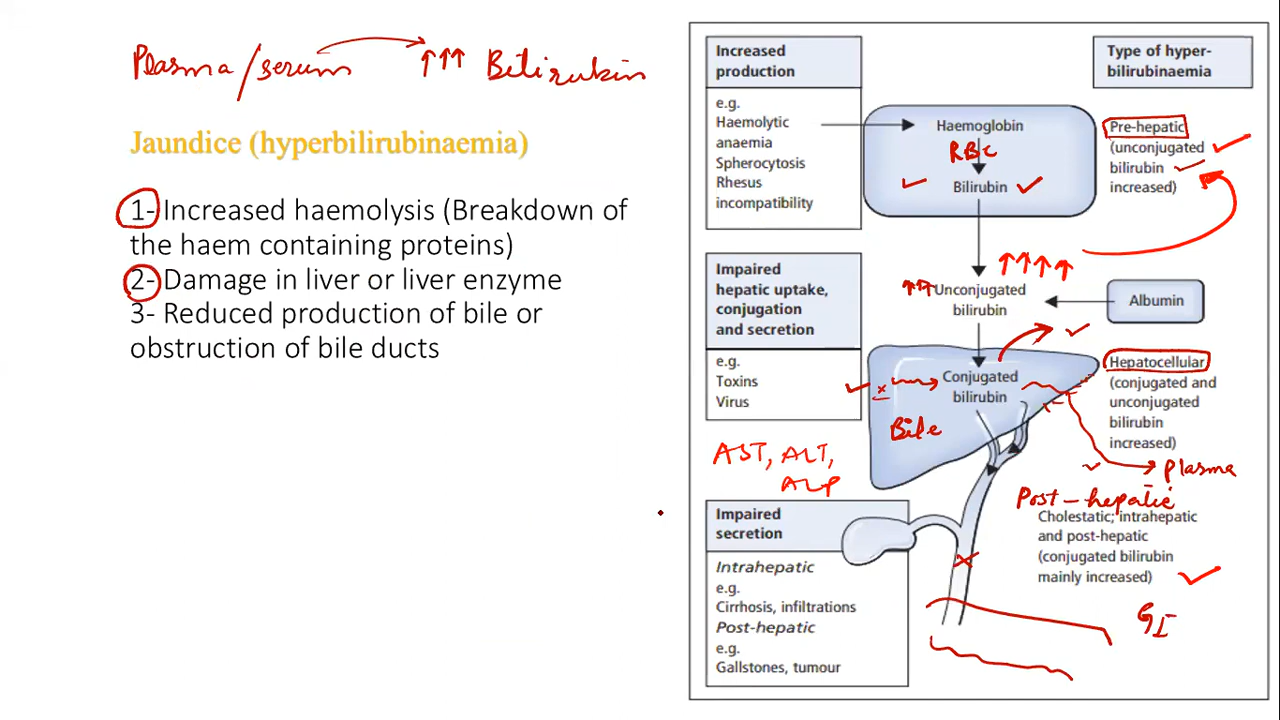 Plasma/serum ↑↑↑ Bilirubin
Jaundice (hyperbilirubinaemia)
1- Increased haemolysis (Breakdown of
the haem containing proteins)
2- Damage in liver or liver enzyme
3- Reduced production of bile or
obstruction of bile ducts
Increased
production
e.g.
Haemolytic
anaemia
Spherocytosis
Rhesus
incompatibility
Haemoglobin
RBC
Bilirubin
Type of hyper-
bilirubinaemia
Pre-hepatic
(unconjugated
bilirubin
increased)
Impaired
hepatic uptake,
conjugation
and secretion
e.g.
Toxins
Virus
↑↑↑↑
↑↑ Unconjugated
bilirubin
Albumin
Conjugated
bilirubin
Bile
Hepatocellular
(conjugated and
unconjugated
bilirubin
increased)
plasma
AST, ALT,
ALP
Post-hepatic
Cholestatic; intrahepatic
and post-hepatic
(conjugated bilirubin
mainly increased)
Impaired
secretion
Intrahepatic
e.g.
Cirrhosis, infiltrations
Post-hepatic
e.g.
Gallstones, tumour
GI